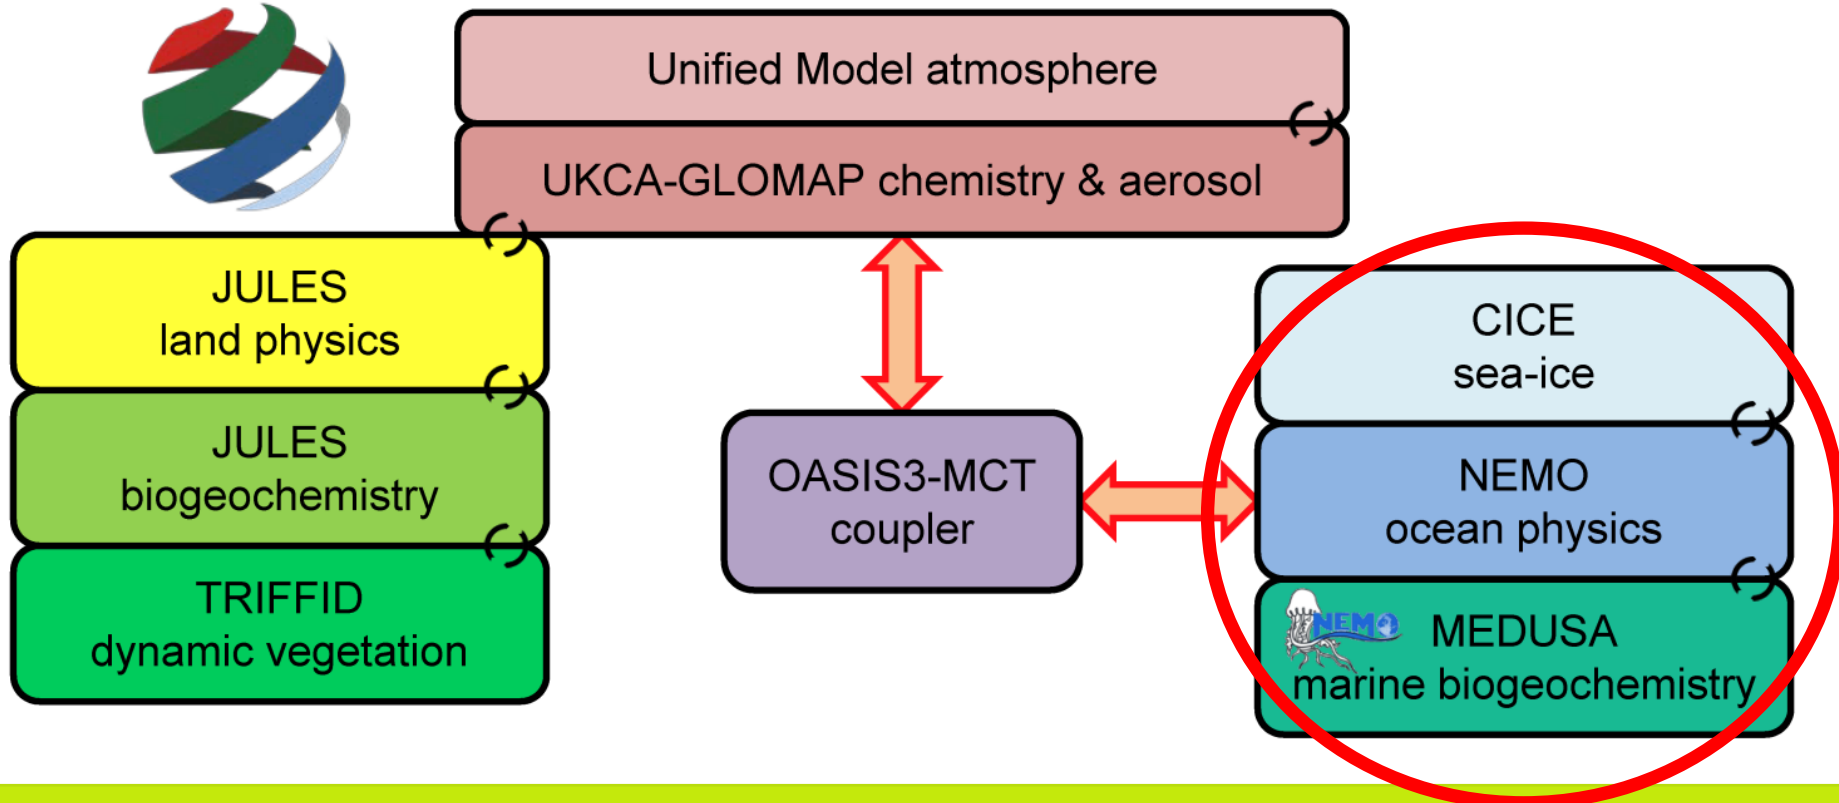 Unified Model atmosphere
UKCA-GLOMAP chemistry & aerosol
JULES
land physics
JULES
biogeochemistry
TRIFFID
dynamic vegetation
OASIS3-MCT
coupler
CICE
sea-ice
NEMO
ocean physics
NEMO
MEDUSA
marine biogeochemistry